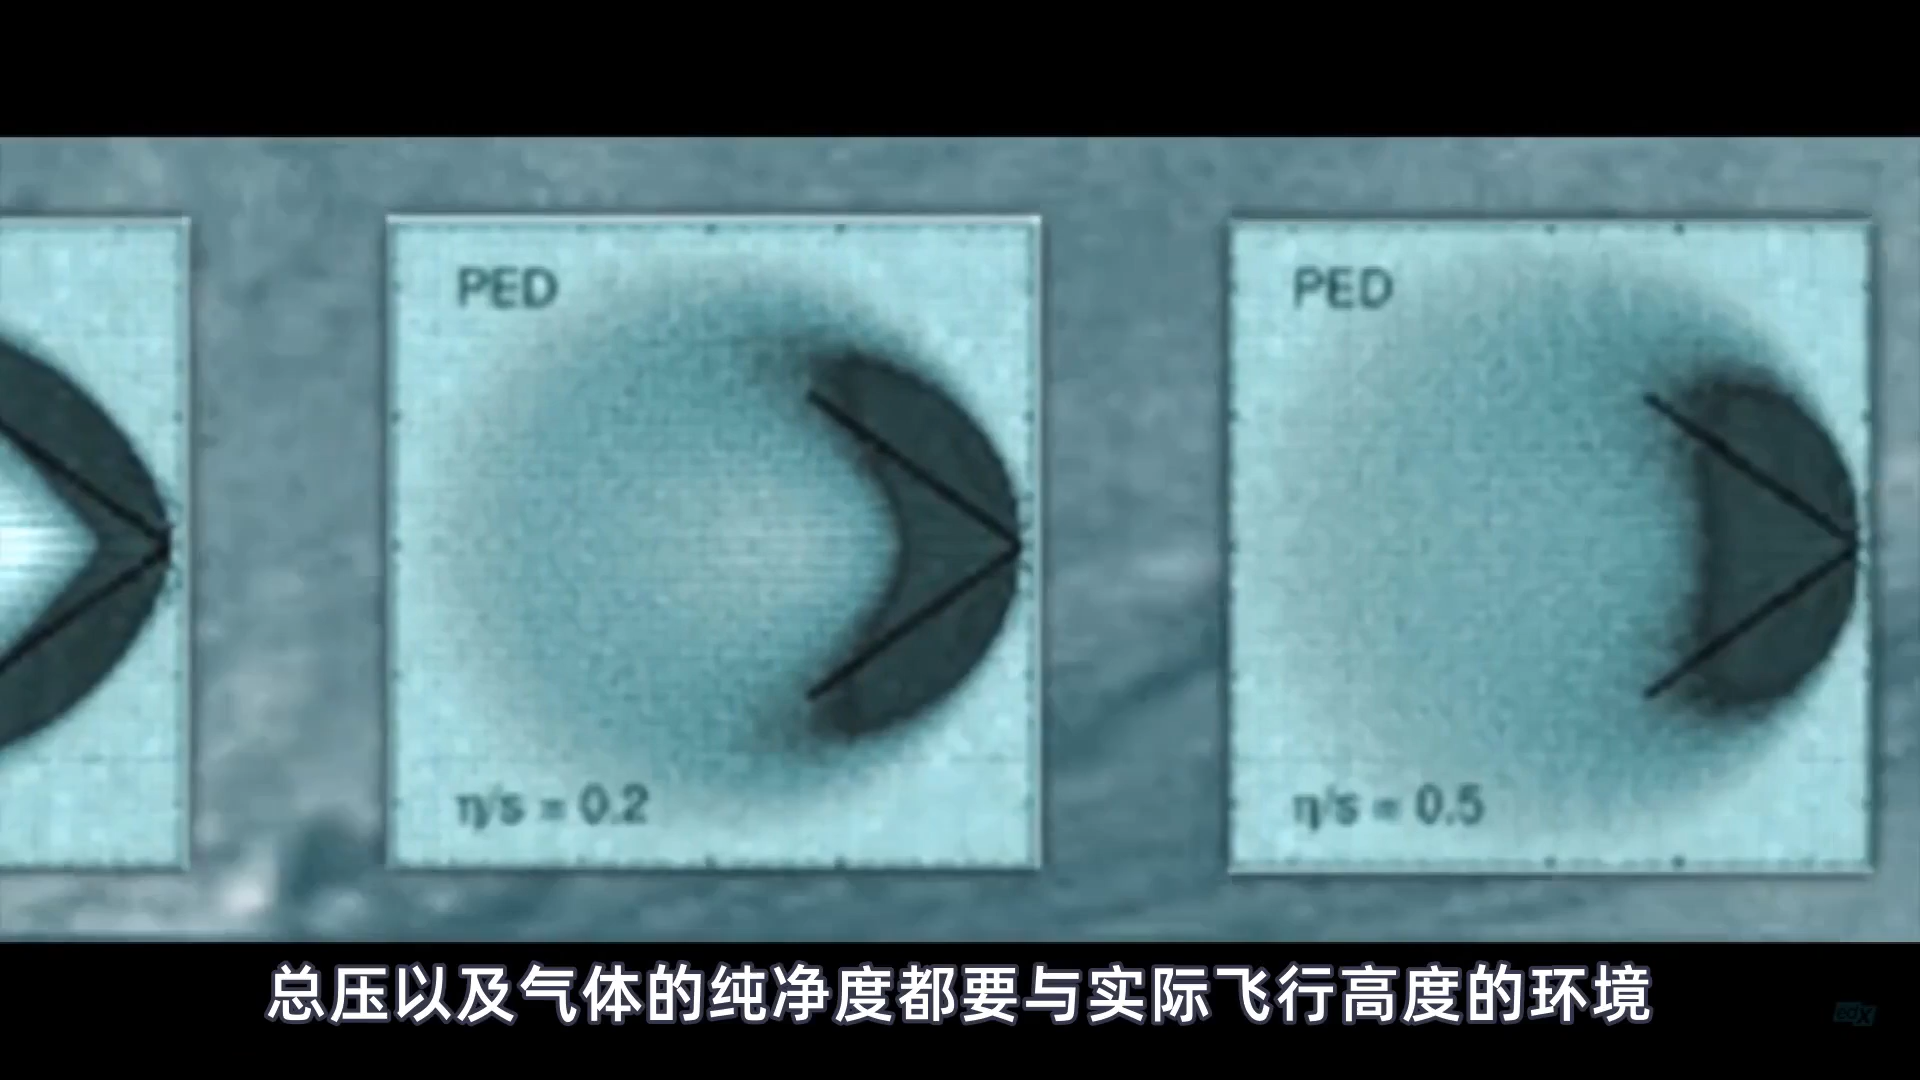 PED
PED
η/s = 0.2
η/s = 0.5
总压以及气体的纯净度都要与实际飞行高度的环境